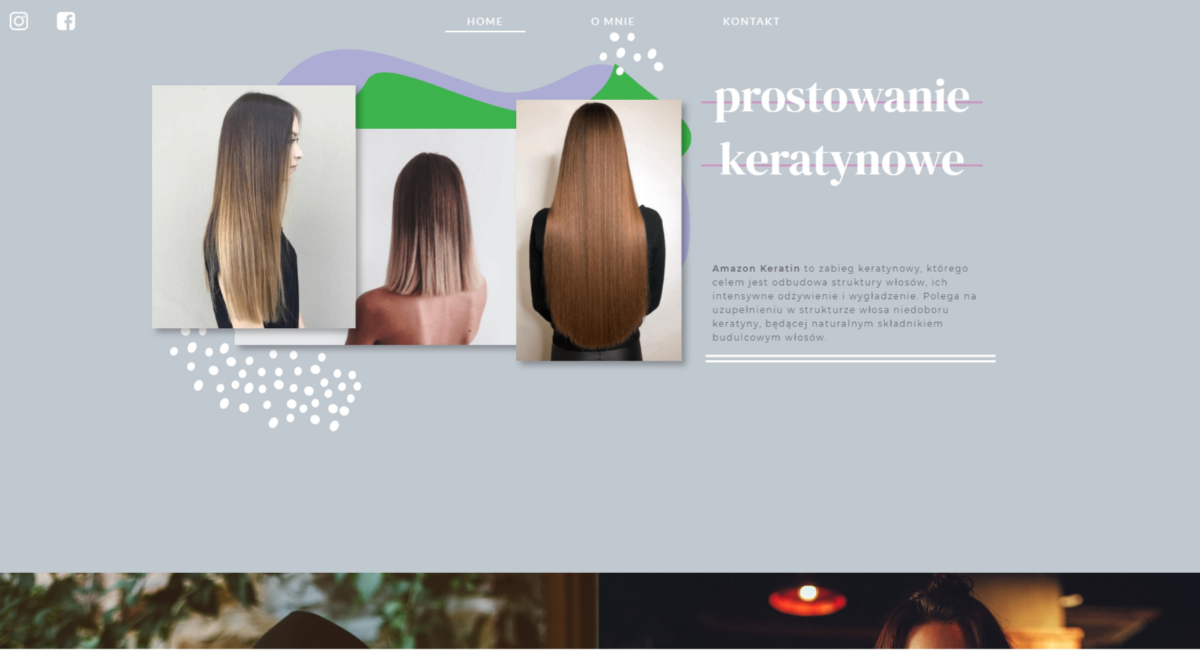 HOME
O MNIE
KONTAKT
prostowanie
keratynowe
Amazon Keratin to zabieg keratynowy, którego
celem jest odbudowa struktury włosów, ich
intensywne odżywienie i wygładzenie. Polega na
uzupełnieniu w strukturze włosa niedoboru
keratyny, będącej naturalnym składnikiem
budulcowym włosów.